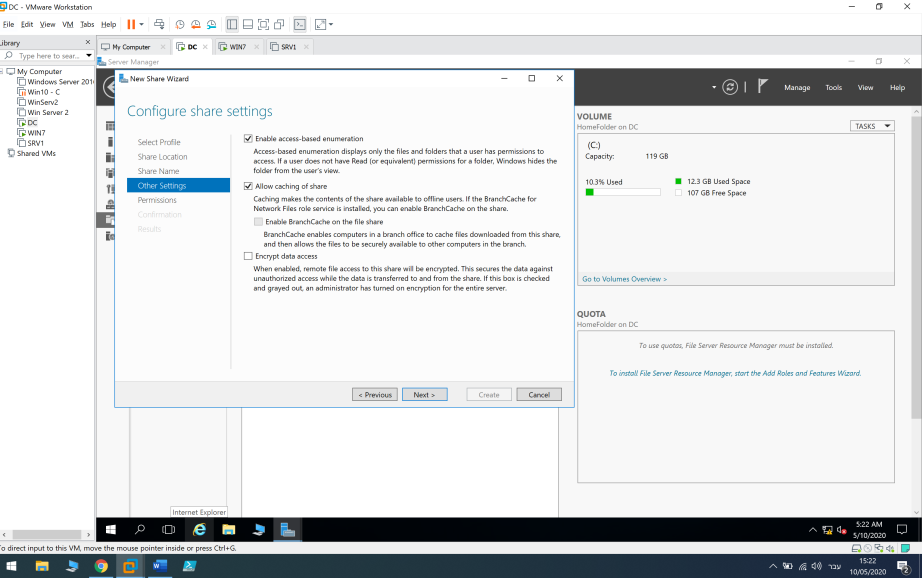 DC - VMware Workstation
File Edit View VM Tabs Help
Library
Type here to sear...
My Computer
Windows Server 201
Win10 - C
WinServ2
Win Server 2
DC
WIN7
SRV1
Shared VMs
My Computer DC WIN7 SRV1
Server Manager
Manage Tools View Help
New Share Wizard
Configure share settings
Select Profile
Share Location
Share Name
Other Settings
Permissions
Confirmation
Results
Enable access-based enumeration
Access-based enumeration displays only the files and folders that a user has permissions to
access. If a user does not have Read (or equivalent) permissions for a folder, Windows hides the
folder from the user's view.
Allow caching of share
Caching makes the contents of the share available to offline users. If the BranchCache for
Network Files role service is installed, you can enable BranchCache on the share.
Enable BranchCache on the file share
BranchCache enables computers in a branch office to cache files downloaded from this share,
and then allows the files to be securely available to other computers in the branch.
Encrypt data access
When enabled, remote file access to this share will be encrypted. This secures the data against
unauthorized access while the data is transferred to and from the share. If this box is checked
and grayed out, an administrator has turned on encryption for the entire server.
< Previous Next > Create Cancel
VOLUME
HomeFolder on DC
TASKS
(C:)
Capacity: 119 GB
10.3% Used
12.3 GB Used Space
107 GB Free Space
Go to Volumes Overview >
QUOTA
HomeFolder on DC
To use quotas, File Server Resource Manager must be installed.
To install File Server Resource Manager, start the Add Roles and Features Wizard.
Internet Explorer
5:22 AM
5/10/2020
To direct input to this VM, move the mouse pointer inside or press Ctrl+G.
עבר
15:22
10/05/2020
2